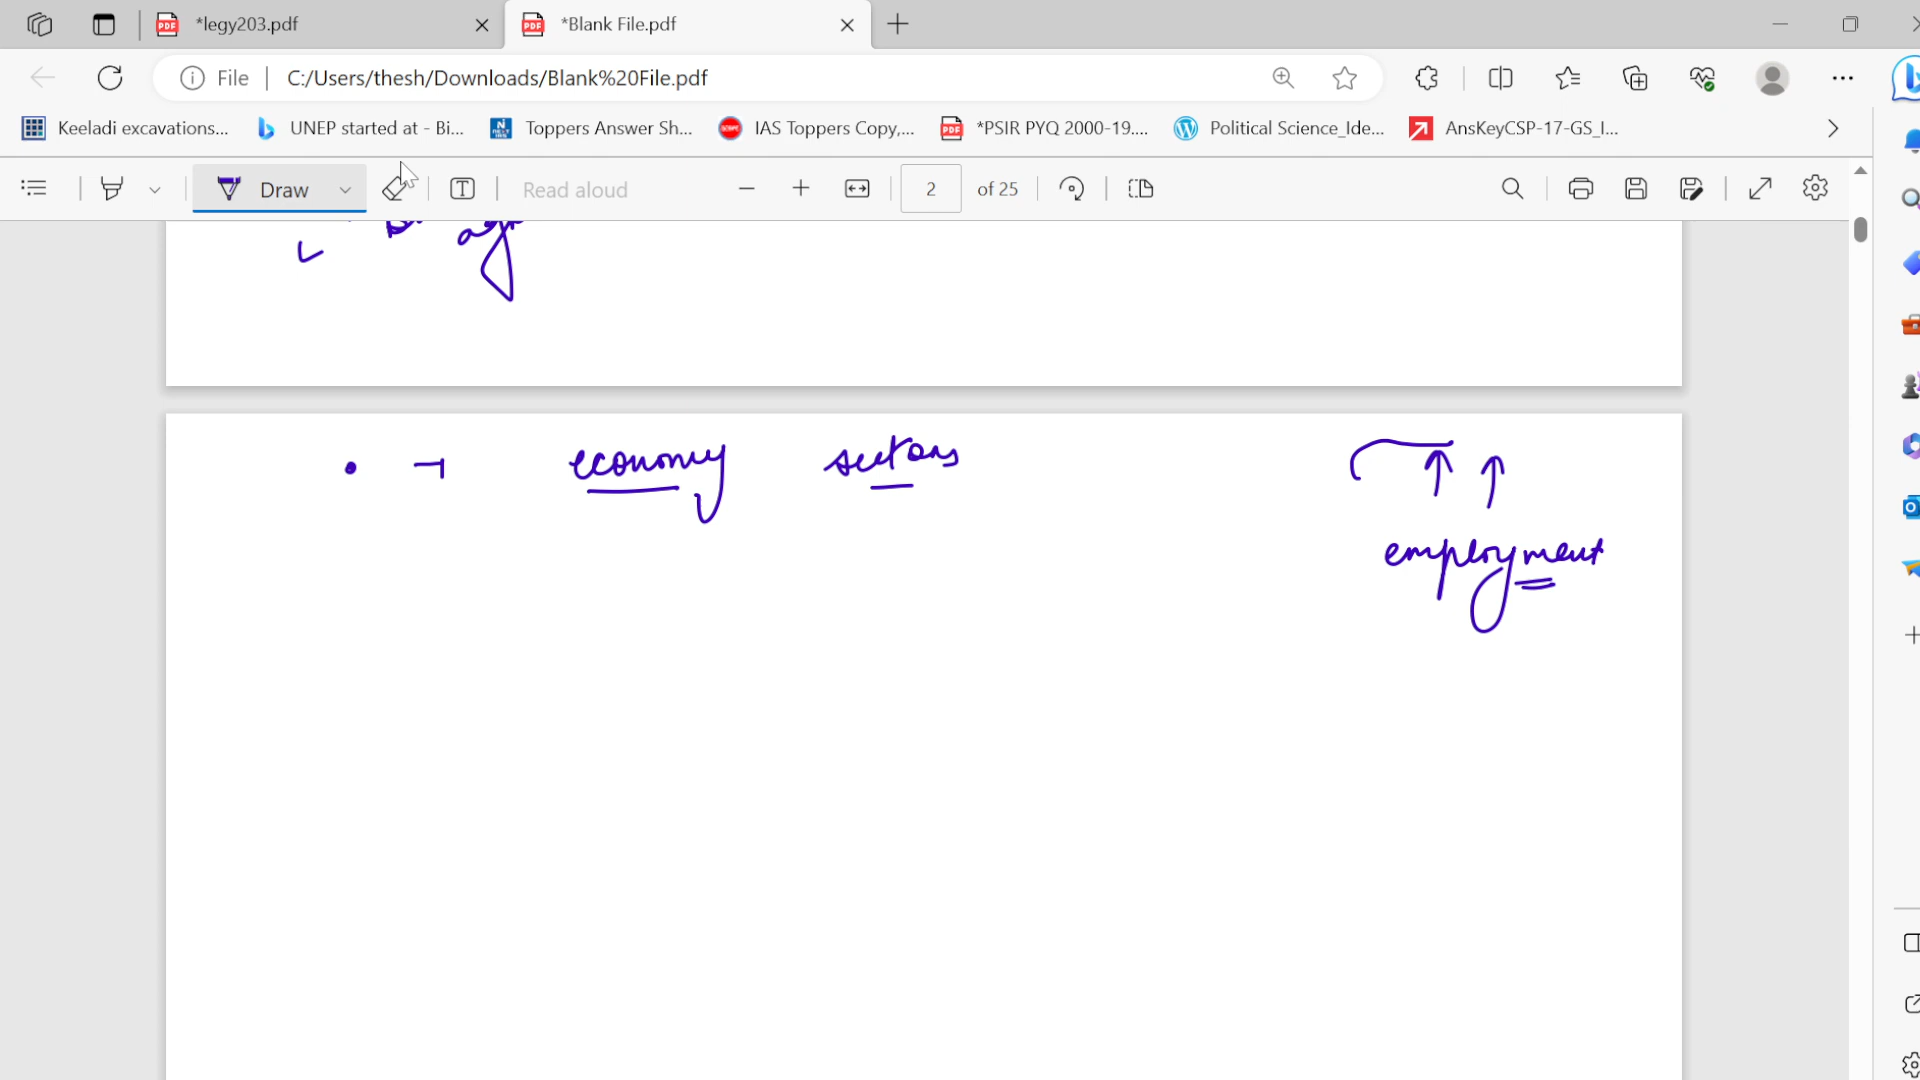 *legy203.pdf
*Blank File.pdf
File
C:/Users/thesh/Downloads/Blank%20File.pdf
Keeladi excavations...
UNEP started at - Bi...
Toppers Answer Sh...
IAS Toppers Copy,...
*PSIR PYQ 2000-19....
Political Science_Ide...
AnsKeyCSP-17-GS_I...
Draw
Read aloud
2
of 25
economy sectors
employment